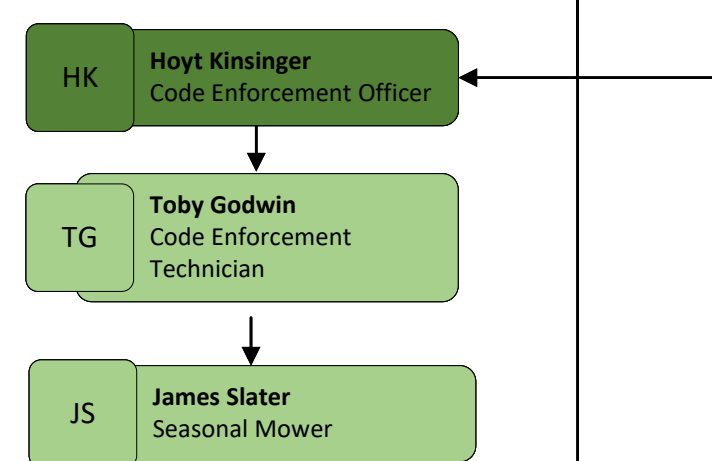 HK
Hoyt Kinsinger
Code Enforcement Officer
TG
Toby Godwin
Code Enforcement
Technician
JS
James Slater
Seasonal Mower